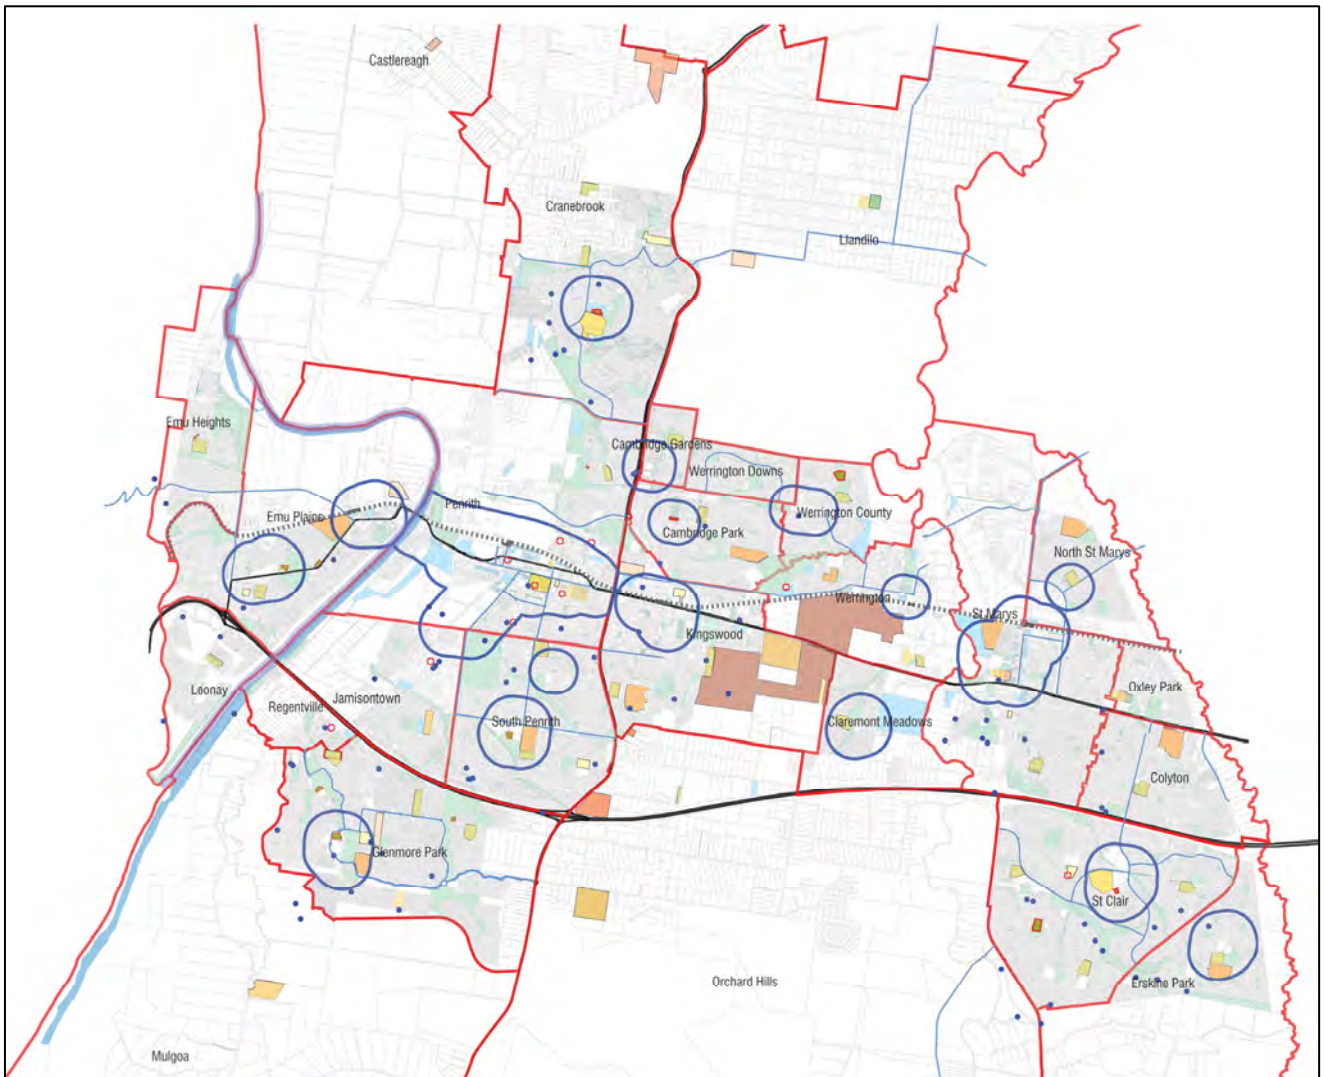 Castlereagh
Cranebrook
Llandilo
Emu Heights
Cambridge Gardens
Werrington Downs
Emu Plains
Penrith
Werrington County
Cambridge Park
North St Marys
Werrington
St Marys
Kingswood
Leonay
Jamisontown
Oxley Park
Regentville
South Penrith
Claremont Meadows
Colyton
Glenmore Park
St Clair
Orchard Hills
Erskine Park
Mulgoa